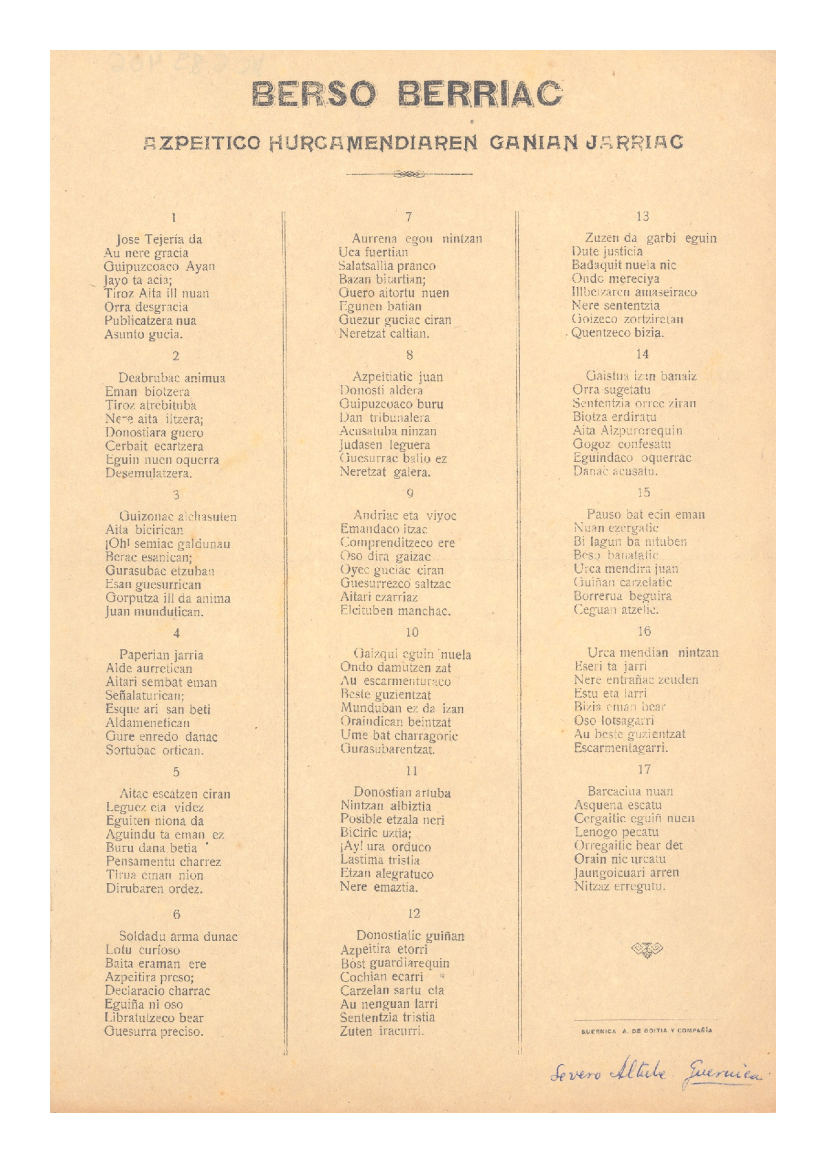 BERSO BERRIAC
AZPEITICO HURCAMENDIAREN GANIAN JARRIAC
1
Jose Tejeria da
Au nere gracia
Guipuzcoaco Ayan
Jayo ta acia;
Tiroz Aita ill nuan
Orra desgracia
Publicatzera nua
Asunto gucia.
2
Deabrubac animua
Eman biotzera
Tiroz atrebituba
Nere aita iltzera;
Donostiara guero
Cerbait ecartzera
Eguin nuen oquerra
Desemulatzera.
3
Guizonac alchasuten
Aita bicirican
¡Oh! semiac galdunau
Berac esanican;
Gurasubac etzuban
Esan guesurrican
Gorputza ill da anima
Juan mundutican.
4
Paperian jarria
Alde aurretican
Aitari sembat eman
Señalaturican;
Esque ari san beti
Aldamenetican
Gure enredo danac
Sortubac ortican.
5
Aitac escatzen ciran
Leguez eta videz
Eguiten niona da
Aguindu ta eman ez
Buru dana betia
Pensamentu charrez
Tirua eman nion
Dirubaren ordez.
6
Soldadu arma dunac
Lotu curioso
Baita eraman ere
Azpeitira preso;
Declaracio charrac
Eguiña ni oso
Libratutzeco bear
Guesurra preciso.
7
Aurrena egon nintzan
Uca fuertian
Salatsallia pranco
Bazan bitartian;
Guero aitortu nuen
Egunen batian
Guezur guciac ciran
Neretzat caltian.
8
Azpeitiatic juan
Donosti aldera
Guipuzcoaco buru
Dan tribunalera
Acusatuba ninzan
Judasen leguera
Guesurrac balio ez
Neretzat galera.
9
Andriac eta viyoc
Emandaco itzac
Comprenditzeco ere
Oso dira gaizac
Oyec guciac ciran
Guesurrezco saltzac
Aitari ezarriaz
Elcituben manchac.
10
Gaizqui eguin nuela
Ondo damutzen zat
Au escarmenturaco
Beste guzientzat
Munduban ez da izan
Oraindican beintzat
Ume bat charragoric
Gurasubarentzat.
11
Donostian artuba
Nintzan albiztia
Posible etzala neri
Biciric uztia;
¡Ay! ura orduco
Lastima tristia
Etzan alegratuco
Nere emaztia.
12
Donostiatic guiñan
Azpeitira etorri
Bost guardiarequin
Cochian ecarri
Carzelan sartu eta
Au nenguan larri
Sententzia tristia
Zuten iracurri.
13
Zuzen da garbi eguin
Dute justicia
Badaquit nuela nic
Ondo mereciya
Illbeizaren amaseiraco
Nere sententzia
Goizeco zortziretan
Quentzeco bizia.
14
Gaistua izan banaiz
Orra sugetatu
Sententzia orrec ziran
Biotza erdiratu
Aita Aizpurorequin
Gogoz confesatu
Eguindaco oquerrac
Danac acusatu.
15
Pauso bat ecin eman
Nuan ezergatic
Bi lagun ba nituben
Beso banatatic
Urca mendira juan
Guiñan carzelatic
Borrerua beguira
Ceguan atzetic.
16
Urca mendian nintzan
Eseri ta jarri
Nere entrañac zeuden
Estu eta larri
Bizia eman bear
Oso lotsagarri
Au beste guzientzat
Escarmentagarri.
17
Barcaciua nuan
Asquena escatu
Cergaitic eguiñ nuen
Lenogo pecatu
Orregaitic bear det
Orain nic urcatu
Jaungoicuari arren
Nitzaz erregutu.
GUERNICA A. DE GOITIA Y COMPAÑÍA
Severo Altube Guernica